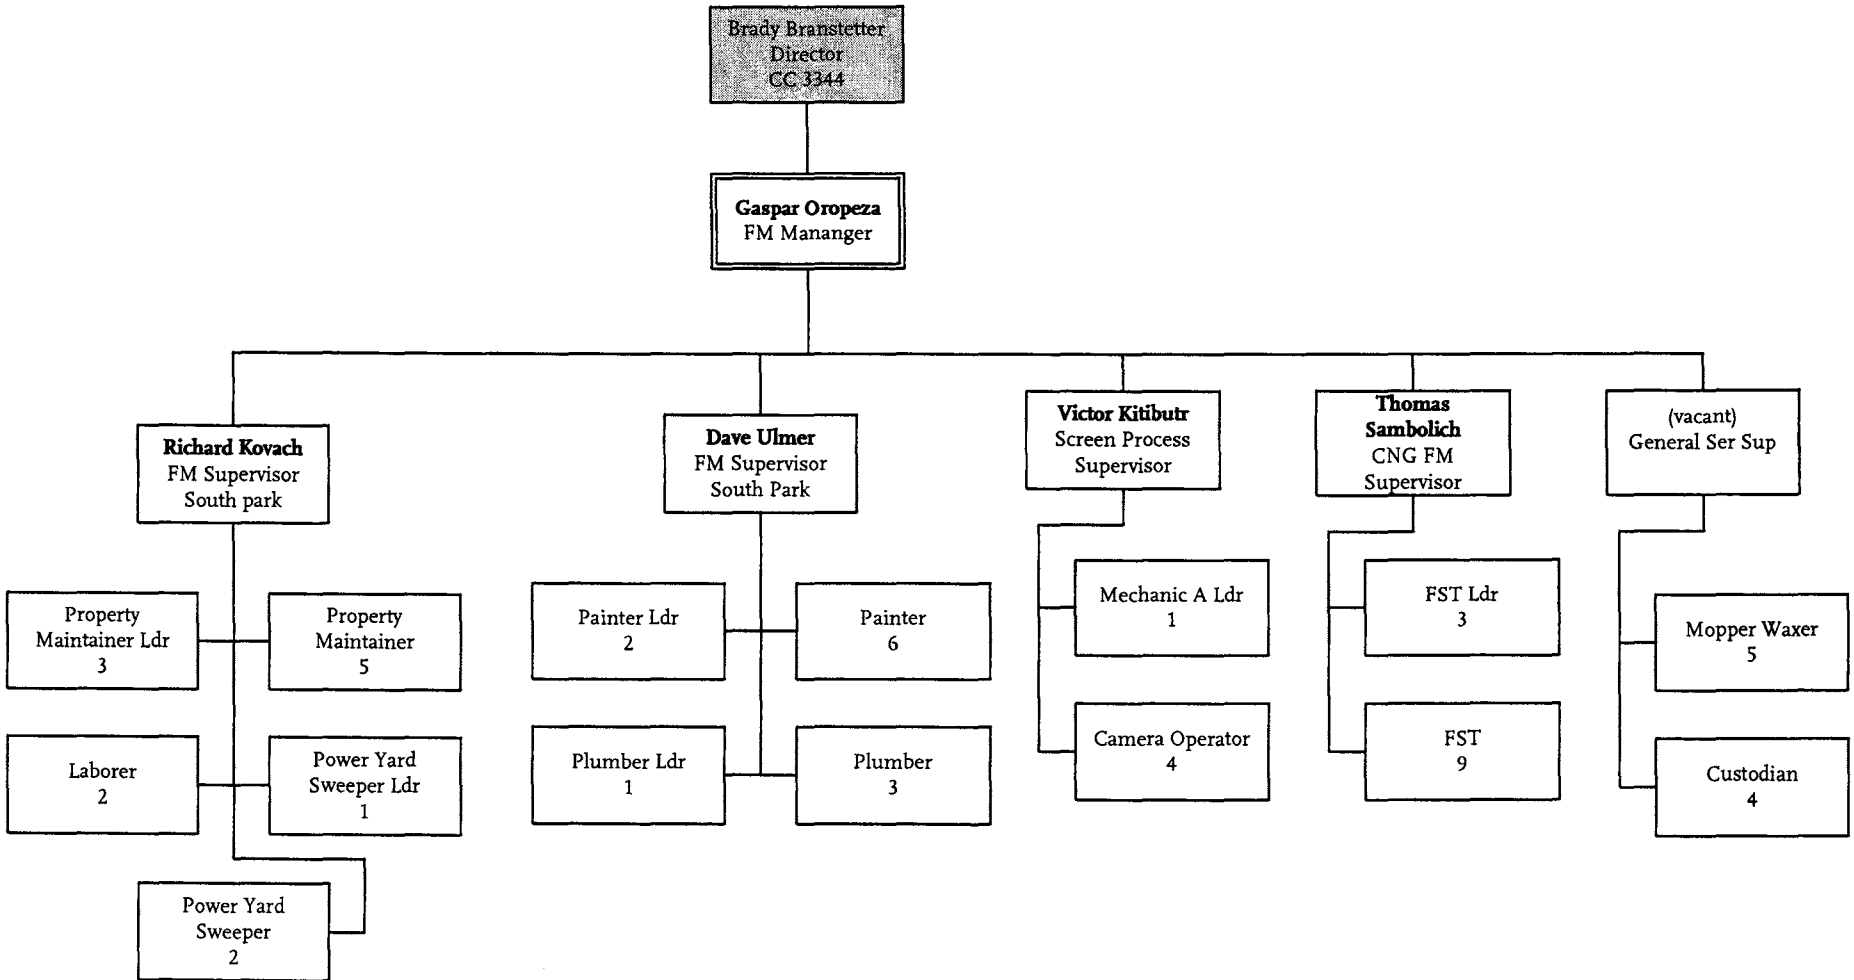 Brady Branstetter
Director
CC 3344
Gaspar Oropeza
FM Mananger
Richard Kovach
FM Supervisor
South park
Dave Ulmer
FM Supervisor
South Park
Victor Kitibutr
Screen Process
Supervisor
Thomas
Sambolich
CNG FM
Supervisor
(vacant)
General Ser Sup
Property
Maintainer Ldr
3
Property
Maintainer
5
Laborer
2
Power Yard
Sweeper Ldr
1
Power Yard
Sweeper
2
Painter Ldr
2
Painter
6
Plumber Ldr
1
Plumber
3
Mechanic A Ldr
1
Camera Operator
4
FST Ldr
3
FST
9
Mopper Waxer
5
Custodian
4